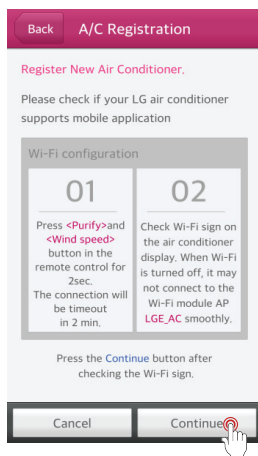 Back
A/C Registration
Register New Air Conditioner.
Please check if your LG air conditioner
supports mobile application
Wi-Fi configuration
01
Press <Purify>and
<Wind speed>
button in the
remote control for
2sec.
The connection will
be timeout
in 2 min.
02
Check Wi-Fi sign on
the air conditioner
display. When Wi-Fi
is turned off, it may
not connect to the
Wi-Fi module AP
LGE_AC smoothly.
Press the Continue button after
checking the Wi-Fi sign.
Cancel
Continue